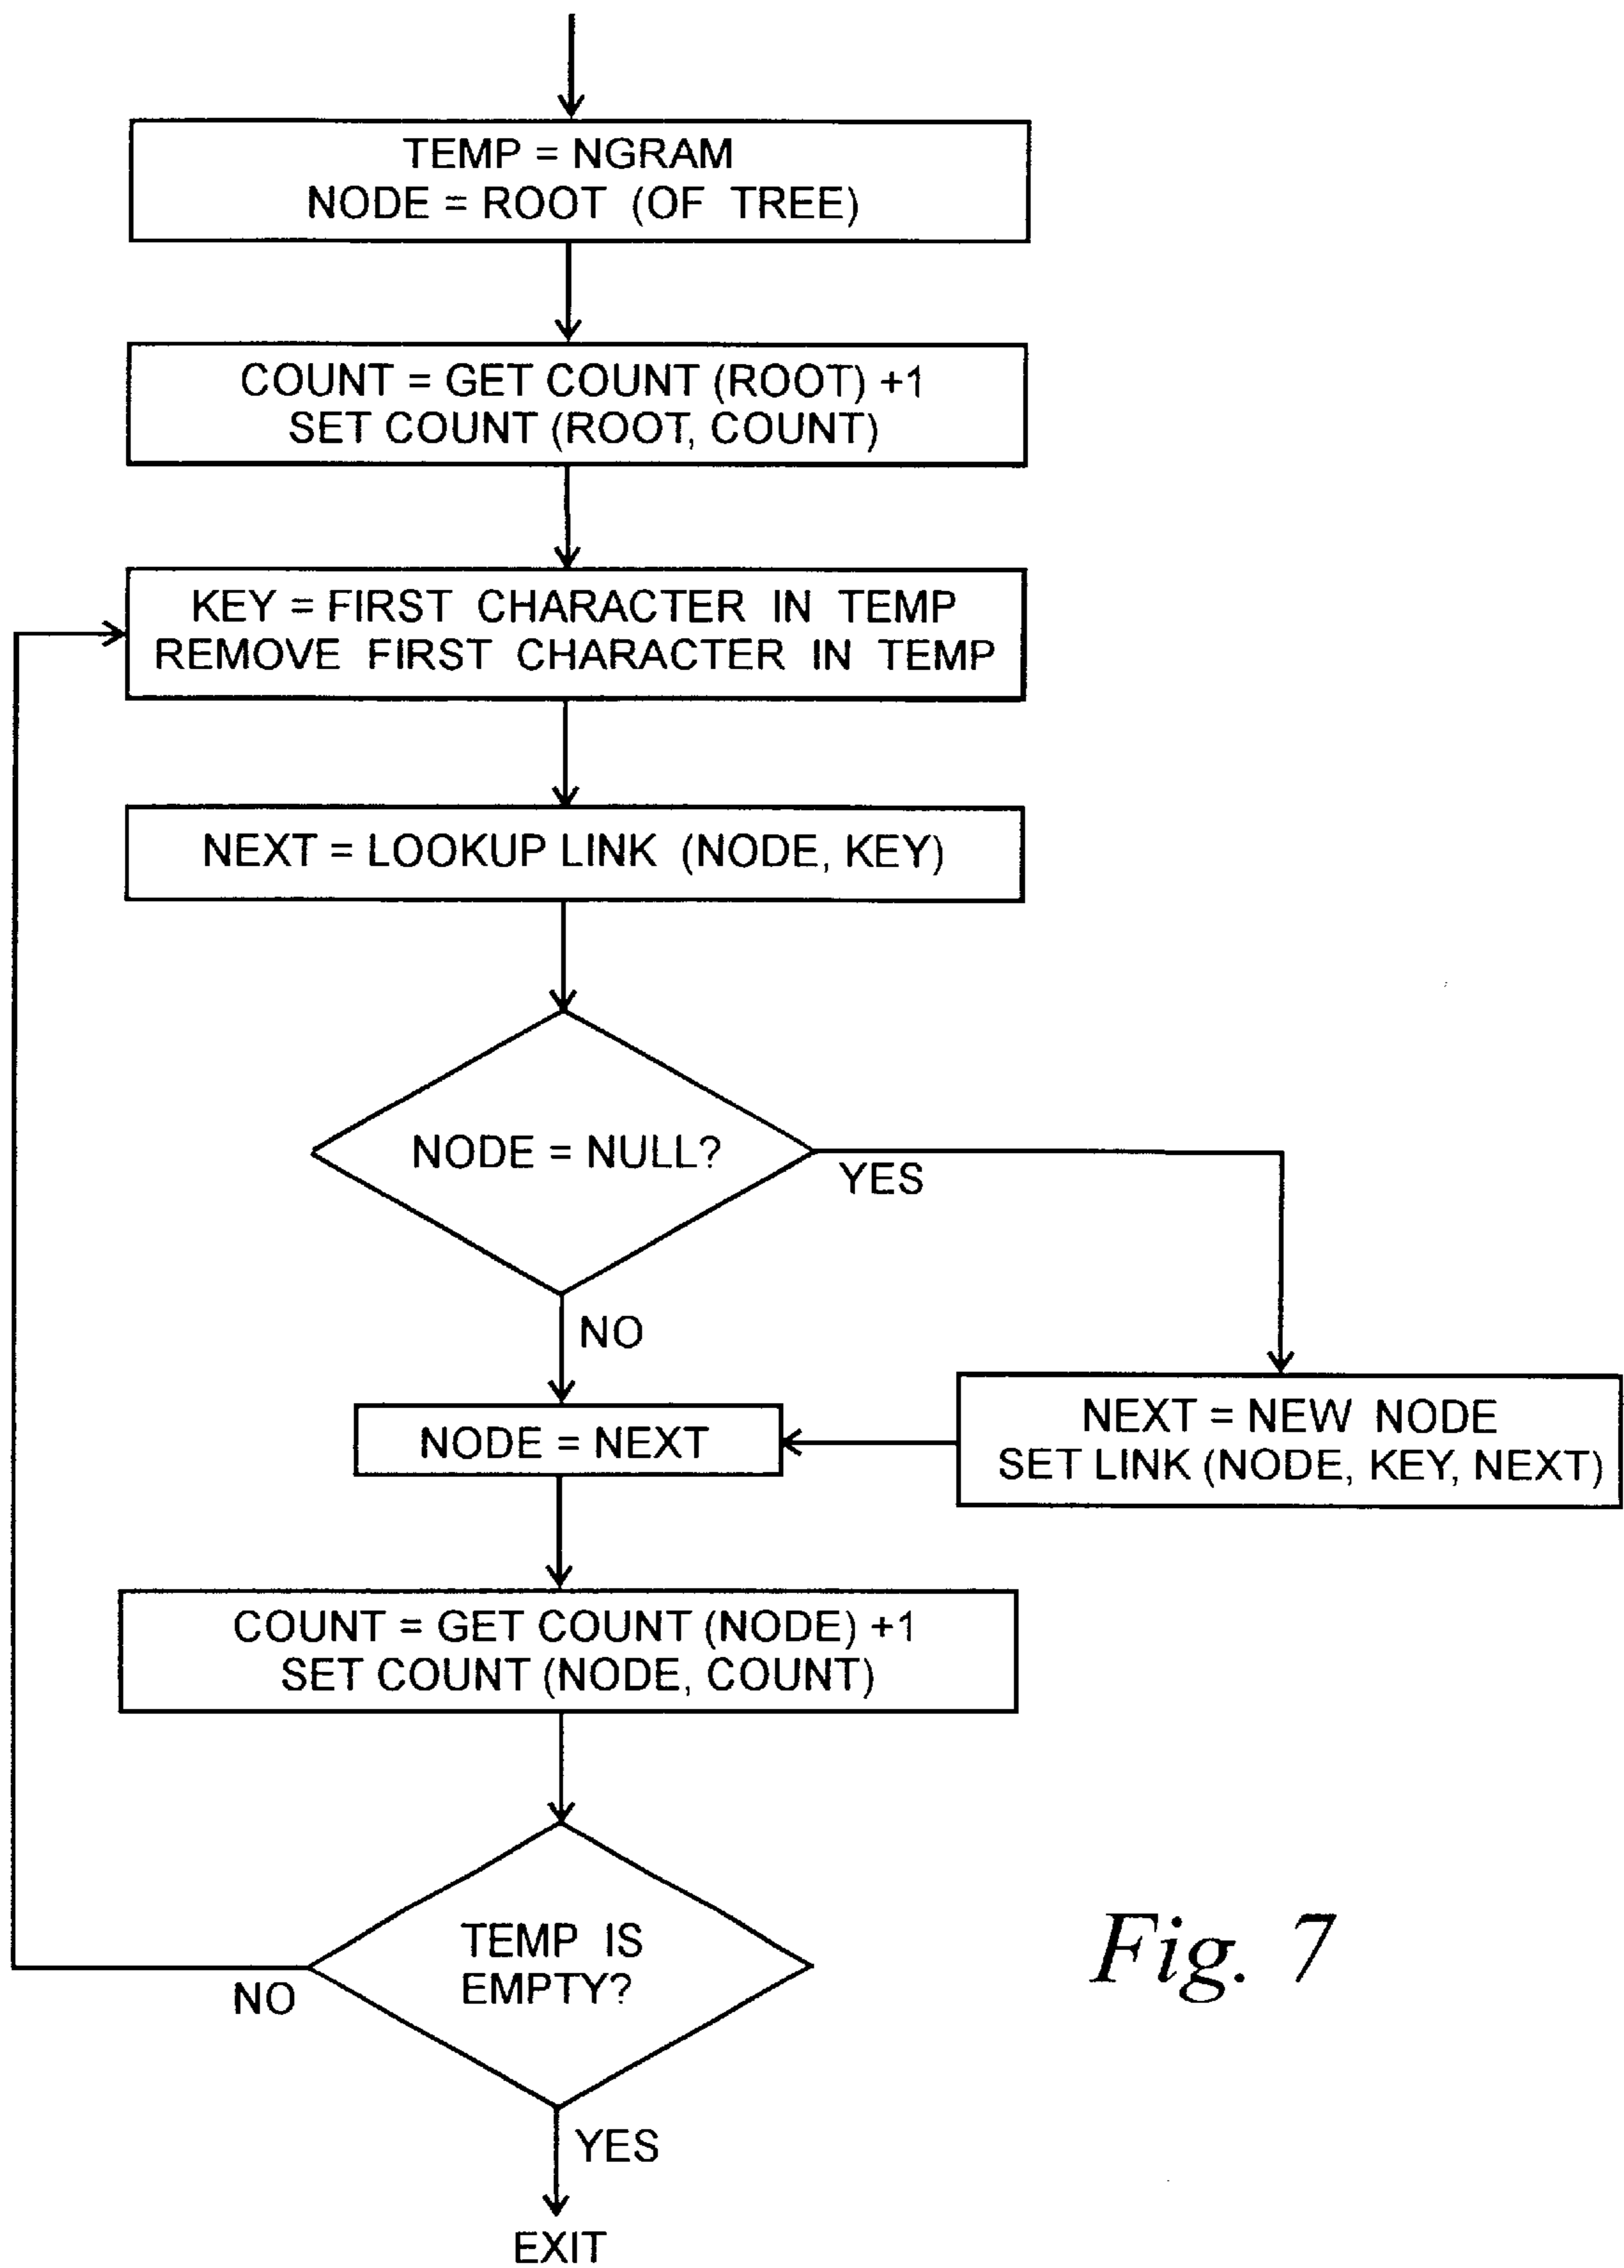 TEMP = NGRAM
NODE = ROOT (OF TREE)
COUNT = GET COUNT (ROOT) +1
SET COUNT (ROOT, COUNT)
KEY = FIRST CHARACTER IN TEMP
REMOVE FIRST CHARACTER IN TEMP
NEXT = LOOKUP LINK (NODE, KEY)
NODE = NULL?
YES
NO
NEXT = NEW NODE
SET LINK (NODE, KEY, NEXT)
NODE = NEXT
COUNT = GET COUNT (NODE) +1
SET COUNT (NODE, COUNT)
TEMP IS
EMPTY?
NO
YES
EXIT
Fig. 7